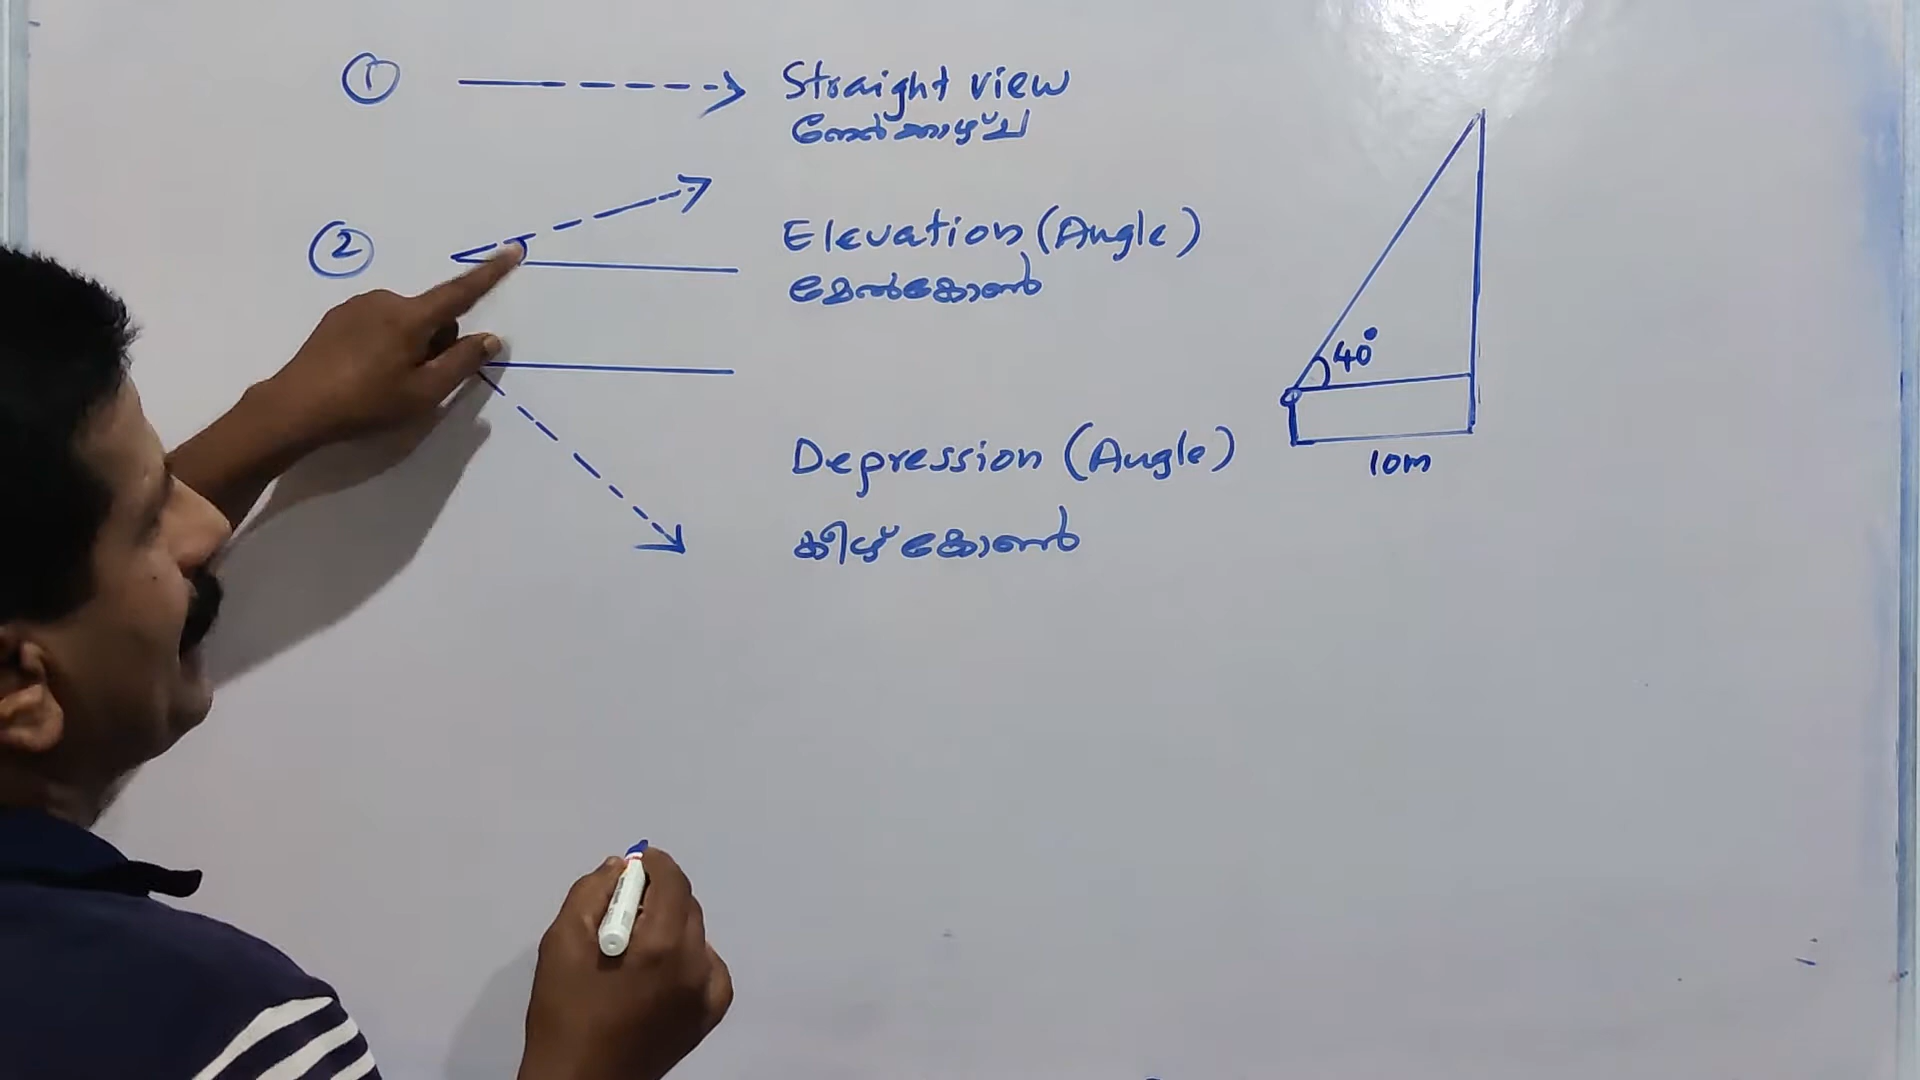 ① Straight view
നേർക്കാഴ്ച
② Elevation (Angle)
മേൽകോൺ
Depression (Angle)
കീഴ്കോൺ
40°
10m